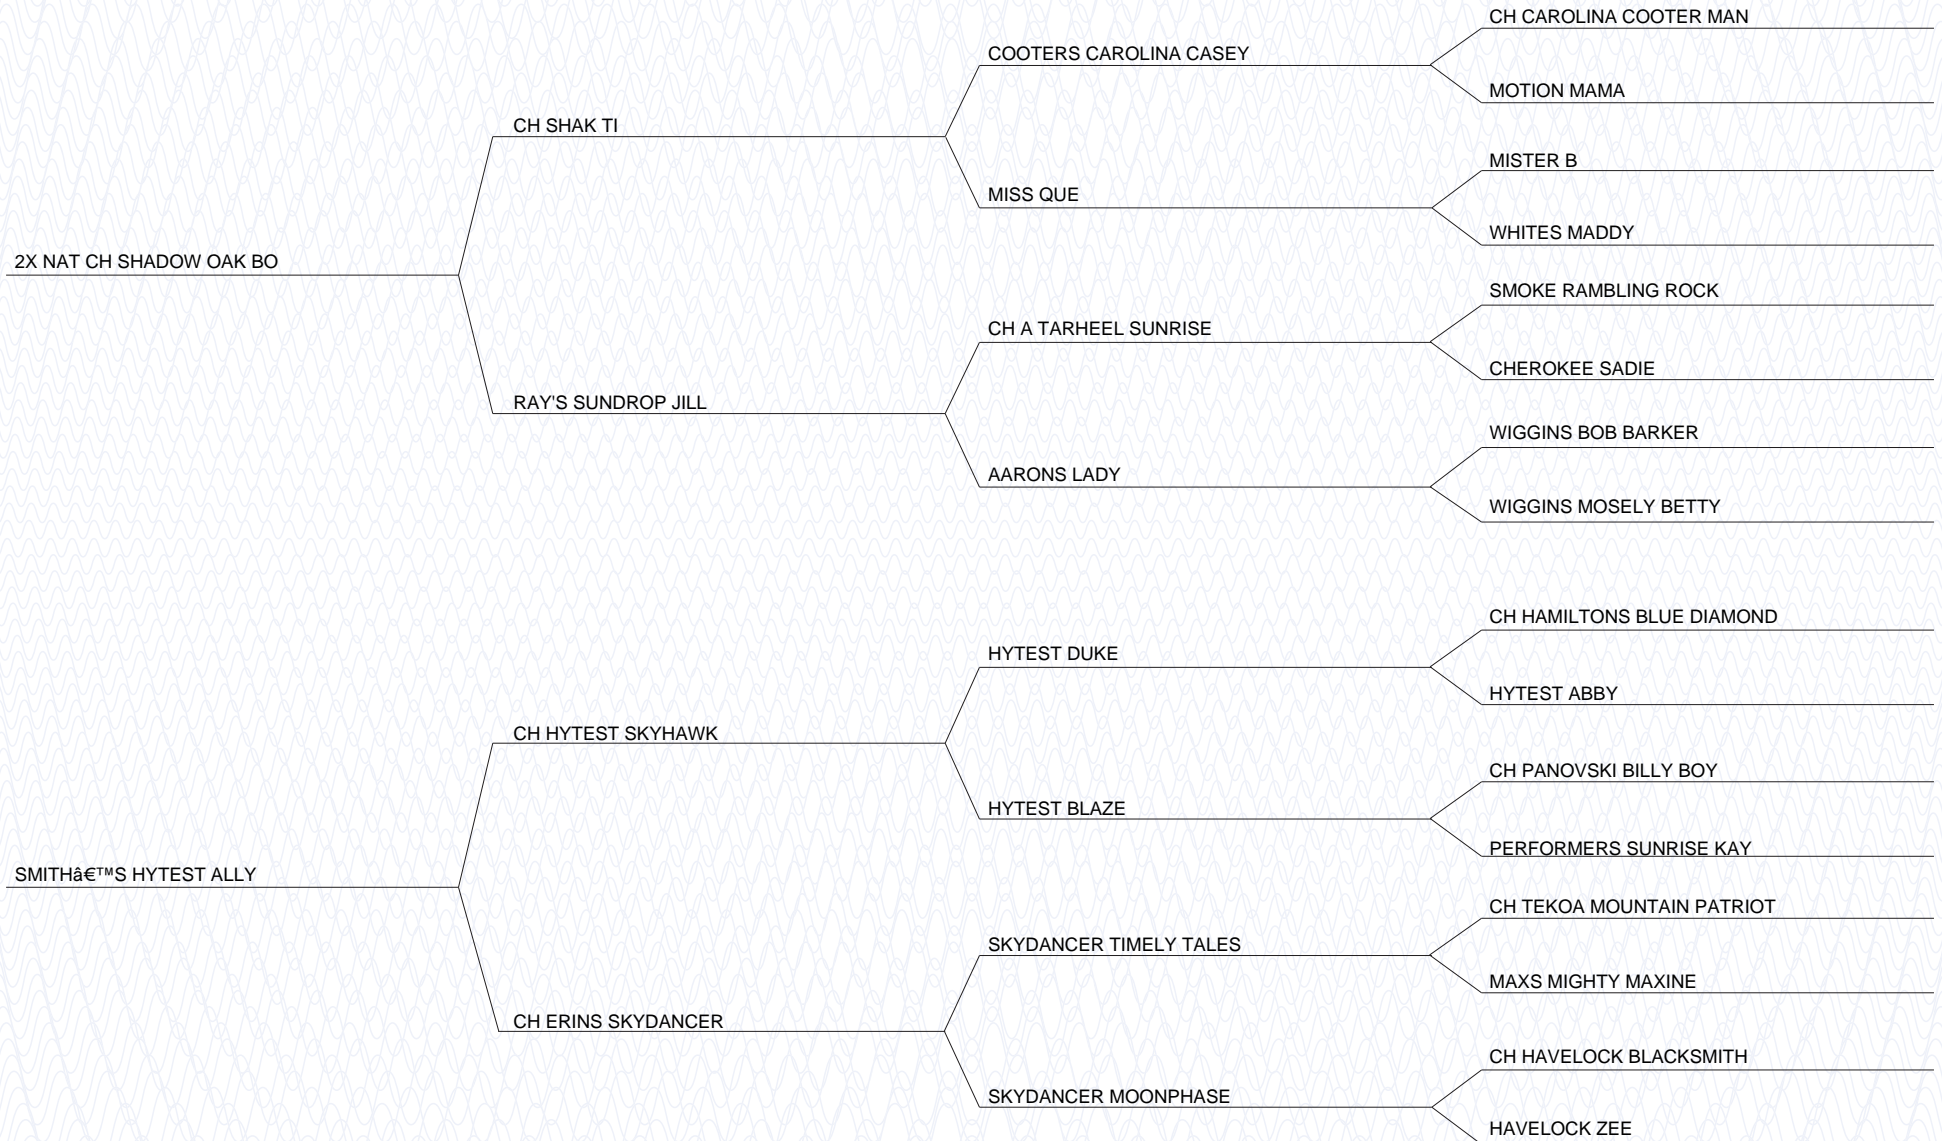 CH CAROLINA COOTER MAN
COOTERS CAROLINA CASEY
MOTION MAMA
CH SHAK TI
MISTER B
MISS QUE
WHITES MADDY
2X NAT CH SHADOW OAK BO
SMOKE RAMBLING ROCK
CH A TARHEEL SUNRISE
CHEROKEE SADIE
RAY'S SUNDROP JILL
WIGGINS BOB BARKER
AARONS LADY
WIGGINS MOSELY BETTY
CH HAMILTONS BLUE DIAMOND
HYTEST DUKE
HYTEST ABBY
CH HYTEST SKYHAWK
CH PANOVSKI BILLY BOY
HYTEST BLAZE
PERFORMERS SUNRISE KAY
SMITHâ€™S HYTEST ALLY
CH TEKOA MOUNTAIN PATRIOT
SKYDANCER TIMELY TALES
MAXS MIGHTY MAXINE
CH ERINS SKYDANCER
CH HAVELOCK BLACKSMITH
SKYDANCER MOONPHASE
HAVELOCK ZEE